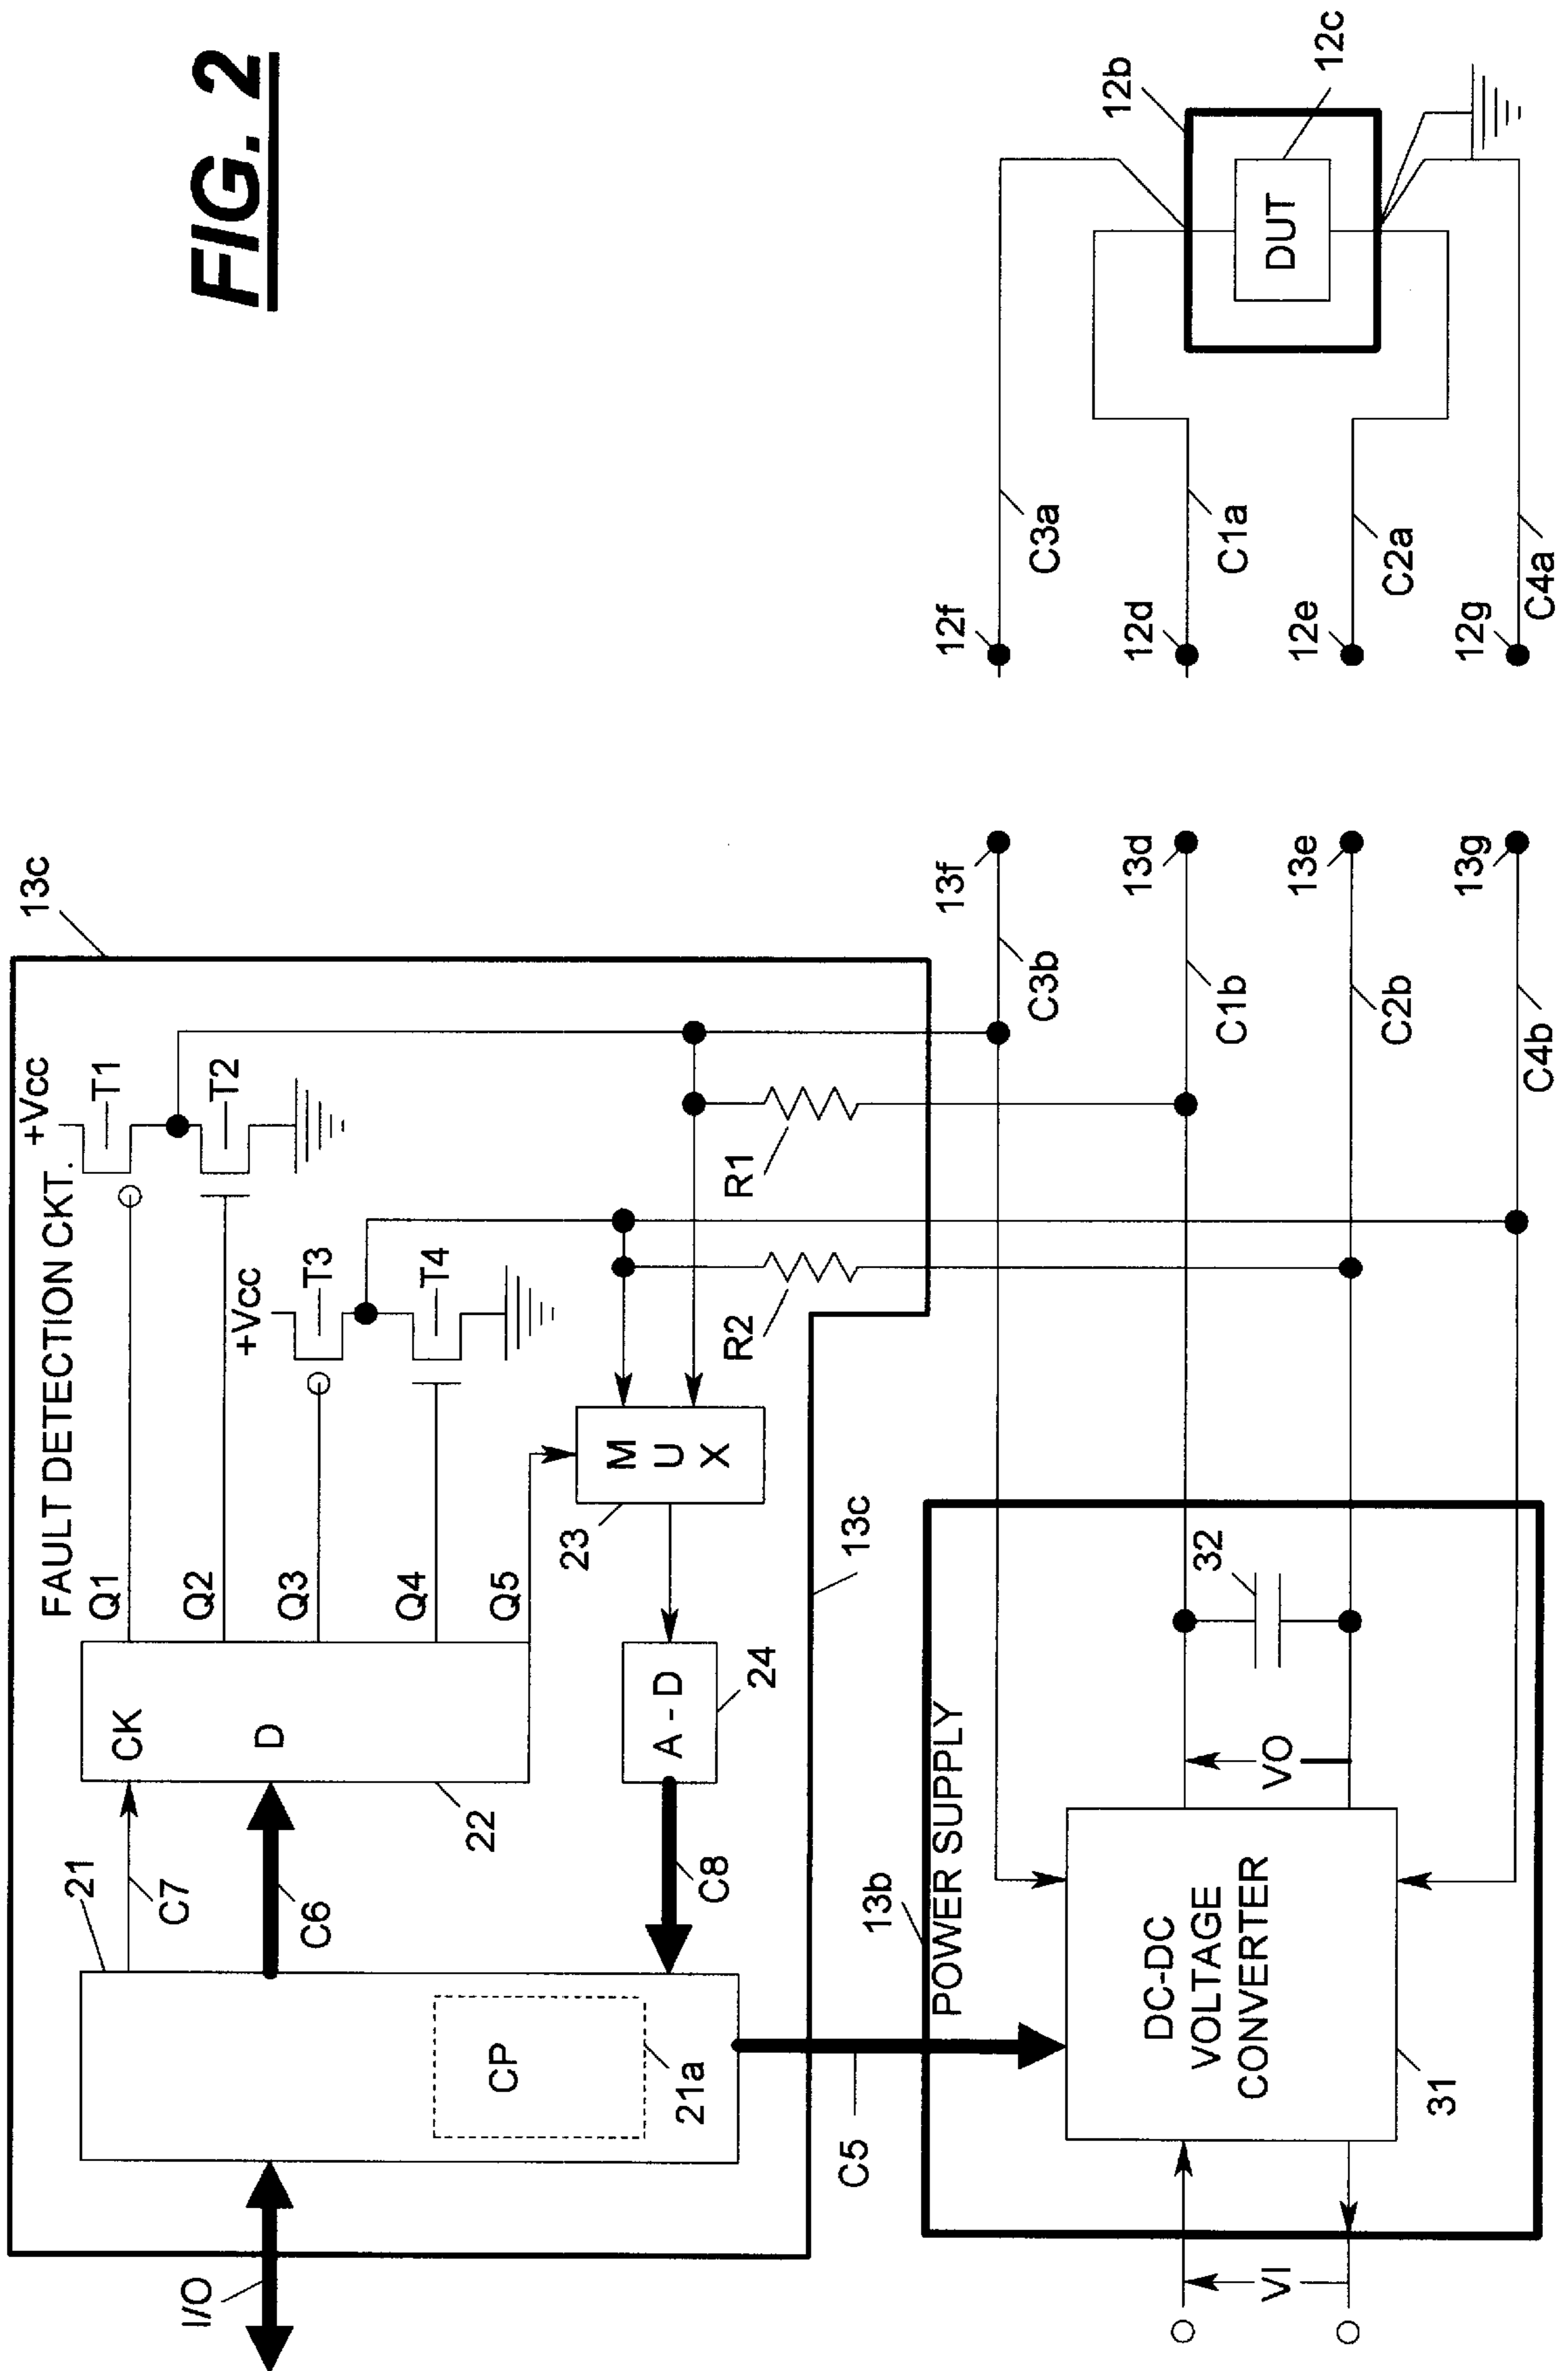 FIG. 2
13c
FAULT DETECTION CKT.
+Vcc
T1
T2
+Vcc
T3
T4
Q1
Q2
Q3
Q4
Q5
CK
D
22
21
C7
C6
I/O
CP
21a
C8
A - D
24
M
U
X
23
R1
R2
13c
C5
13b
POWER SUPPLY
DC-DC
VOLTAGE
CONVERTER
31
VI
VO
32
13f
C3b
13d
C1b
13e
C2b
13g
C4b
12f
C3a
12d
C1a
12e
C2a
12g
C4a
12b
DUT
12c